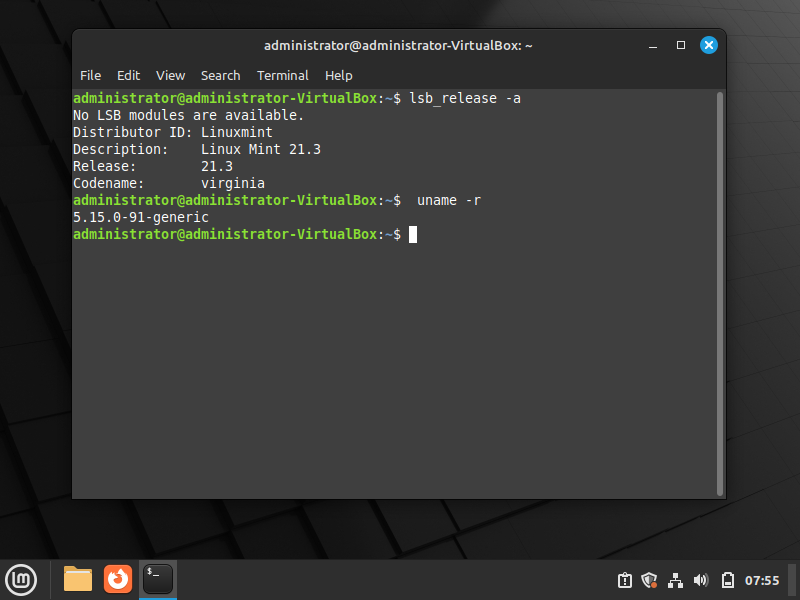 administrator@administrator-VirtualBox: ~
File Edit View Search Terminal Help
administrator@administrator-VirtualBox:~$ lsb_release -a
No LSB modules are available.
Distributor ID: Linuxmint
Description:    Linux Mint 21.3
Release:        21.3
Codename:       virginia
administrator@administrator-VirtualBox:~$  uname -r
5.15.0-91-generic
administrator@administrator-VirtualBox:~$
$_
07:55